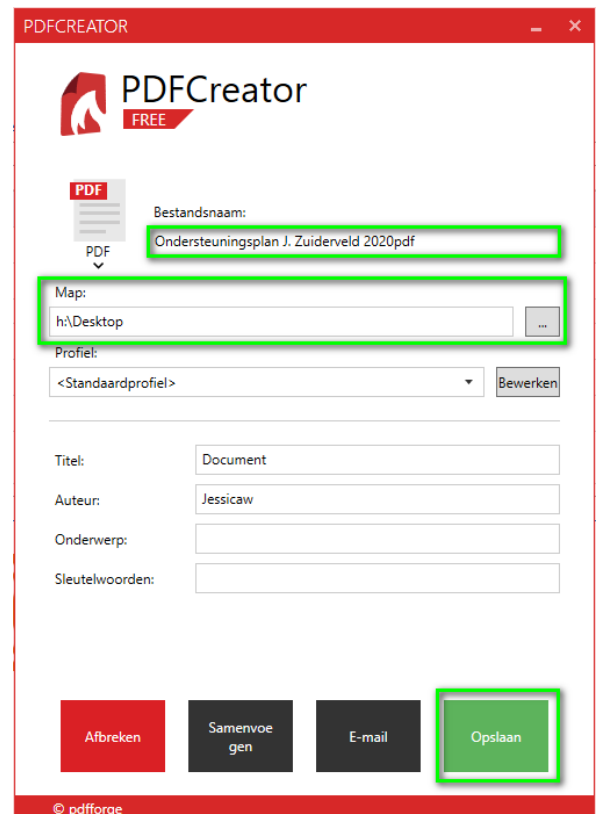 PDFCREATOR
PDFCreator
FREE
PDF
PDF
Bestandsnaam:
Ondersteuningsplan J. Zuiderveld 2020pdf
Map:
h:\Desktop
...
Profiel:
<Standaardprofiel>
Bewerken
Titel:
Document
Auteur:
Jessicaw
Onderwerp:
Sleutelwoorden:
Afbreken
Samenvoe
gen
E-mail
Opslaan
© pdfforge